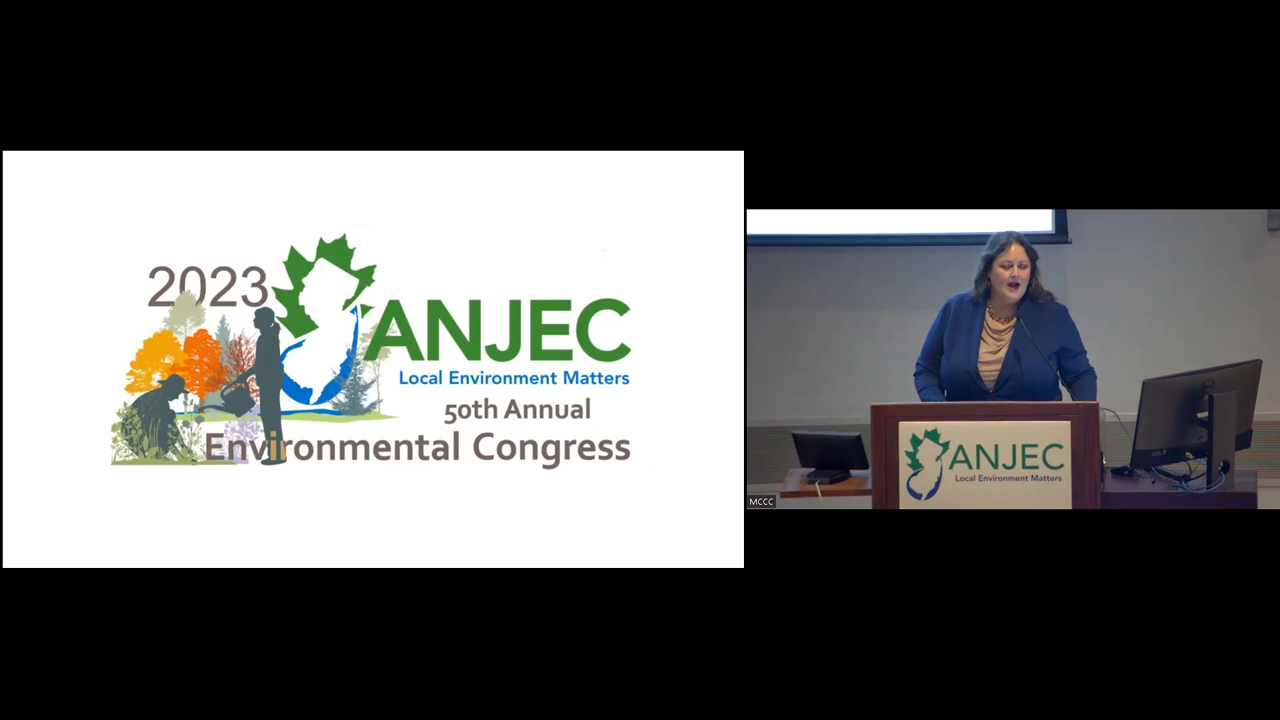 2023
ANJEC
Local Environment Matters
50th Annual
Environmental Congress
ANJEC
Local Environment Matters
MCCC